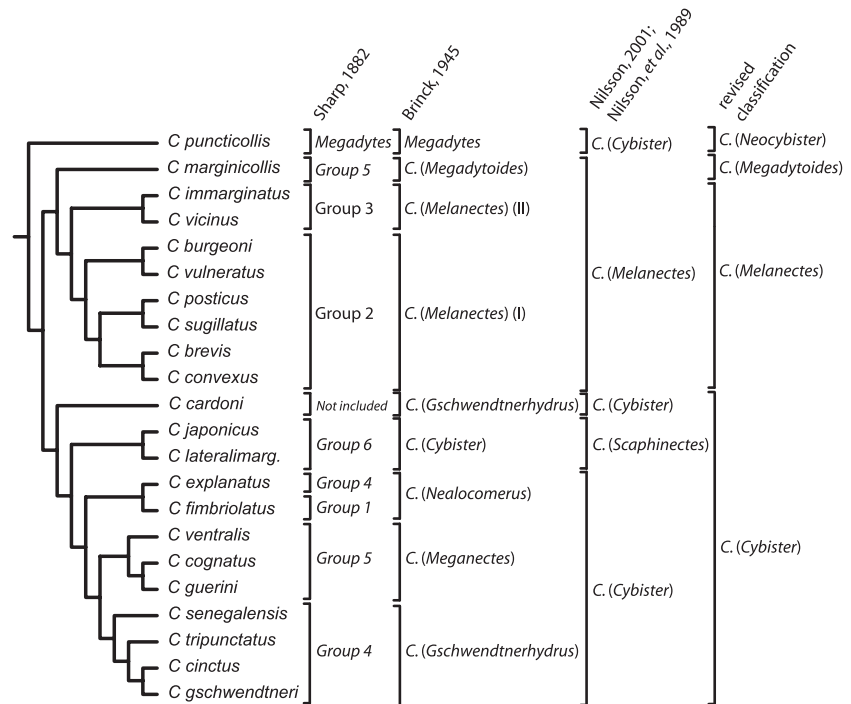 Sharp, 1882
Brinck, 1945
Nilsson, 2001;
Nilsson, et al., 1989
revised
classification
C puncticollis
Megadytes
Megadytes
C. (Cybister)
C. (Neocybister)
C marginicollis
Group 5
C. (Megadytoides)
C. (Megadytoides)
C immarginatus
Group 3
C. (Melanectes) (II)
C vicinus
C burgeoni
C vulneratus
C. (Melanectes)
C. (Melanectes)
C posticus
Group 2
C. (Melanectes) (I)
C sugillatus
C brevis
C convexus
C cardoni
Not included
C. (Gschwendtnerhydrus)
C. (Cybister)
C japonicus
Group 6
C. (Cybister)
C. (Scaphinectes)
C lateralimarg.
C explanatus
Group 4
C. (Nealocomerus)
C fimbriolatus
Group 1
C ventralis
C. (Cybister)
C cognatus
Group 5
C. (Meganectes)
C guerini
C. (Cybister)
C senegalensis
C tripunctatus
Group 4
C. (Gschwendtnerhydrus)
C cinctus
C gschwendtneri